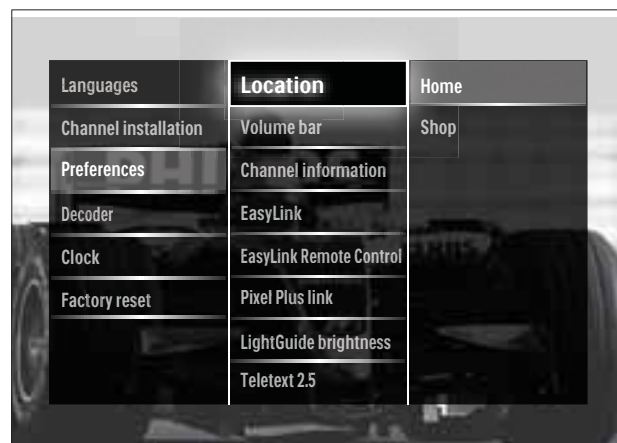 Languages
Channel installation
Preferences
Decoder
Clock
Factory reset
Location
Volume bar
Channel information
EasyLink
EasyLink Remote Control
Pixel Plus link
LightGuide brightness
Teletext 2.5
Home
Shop